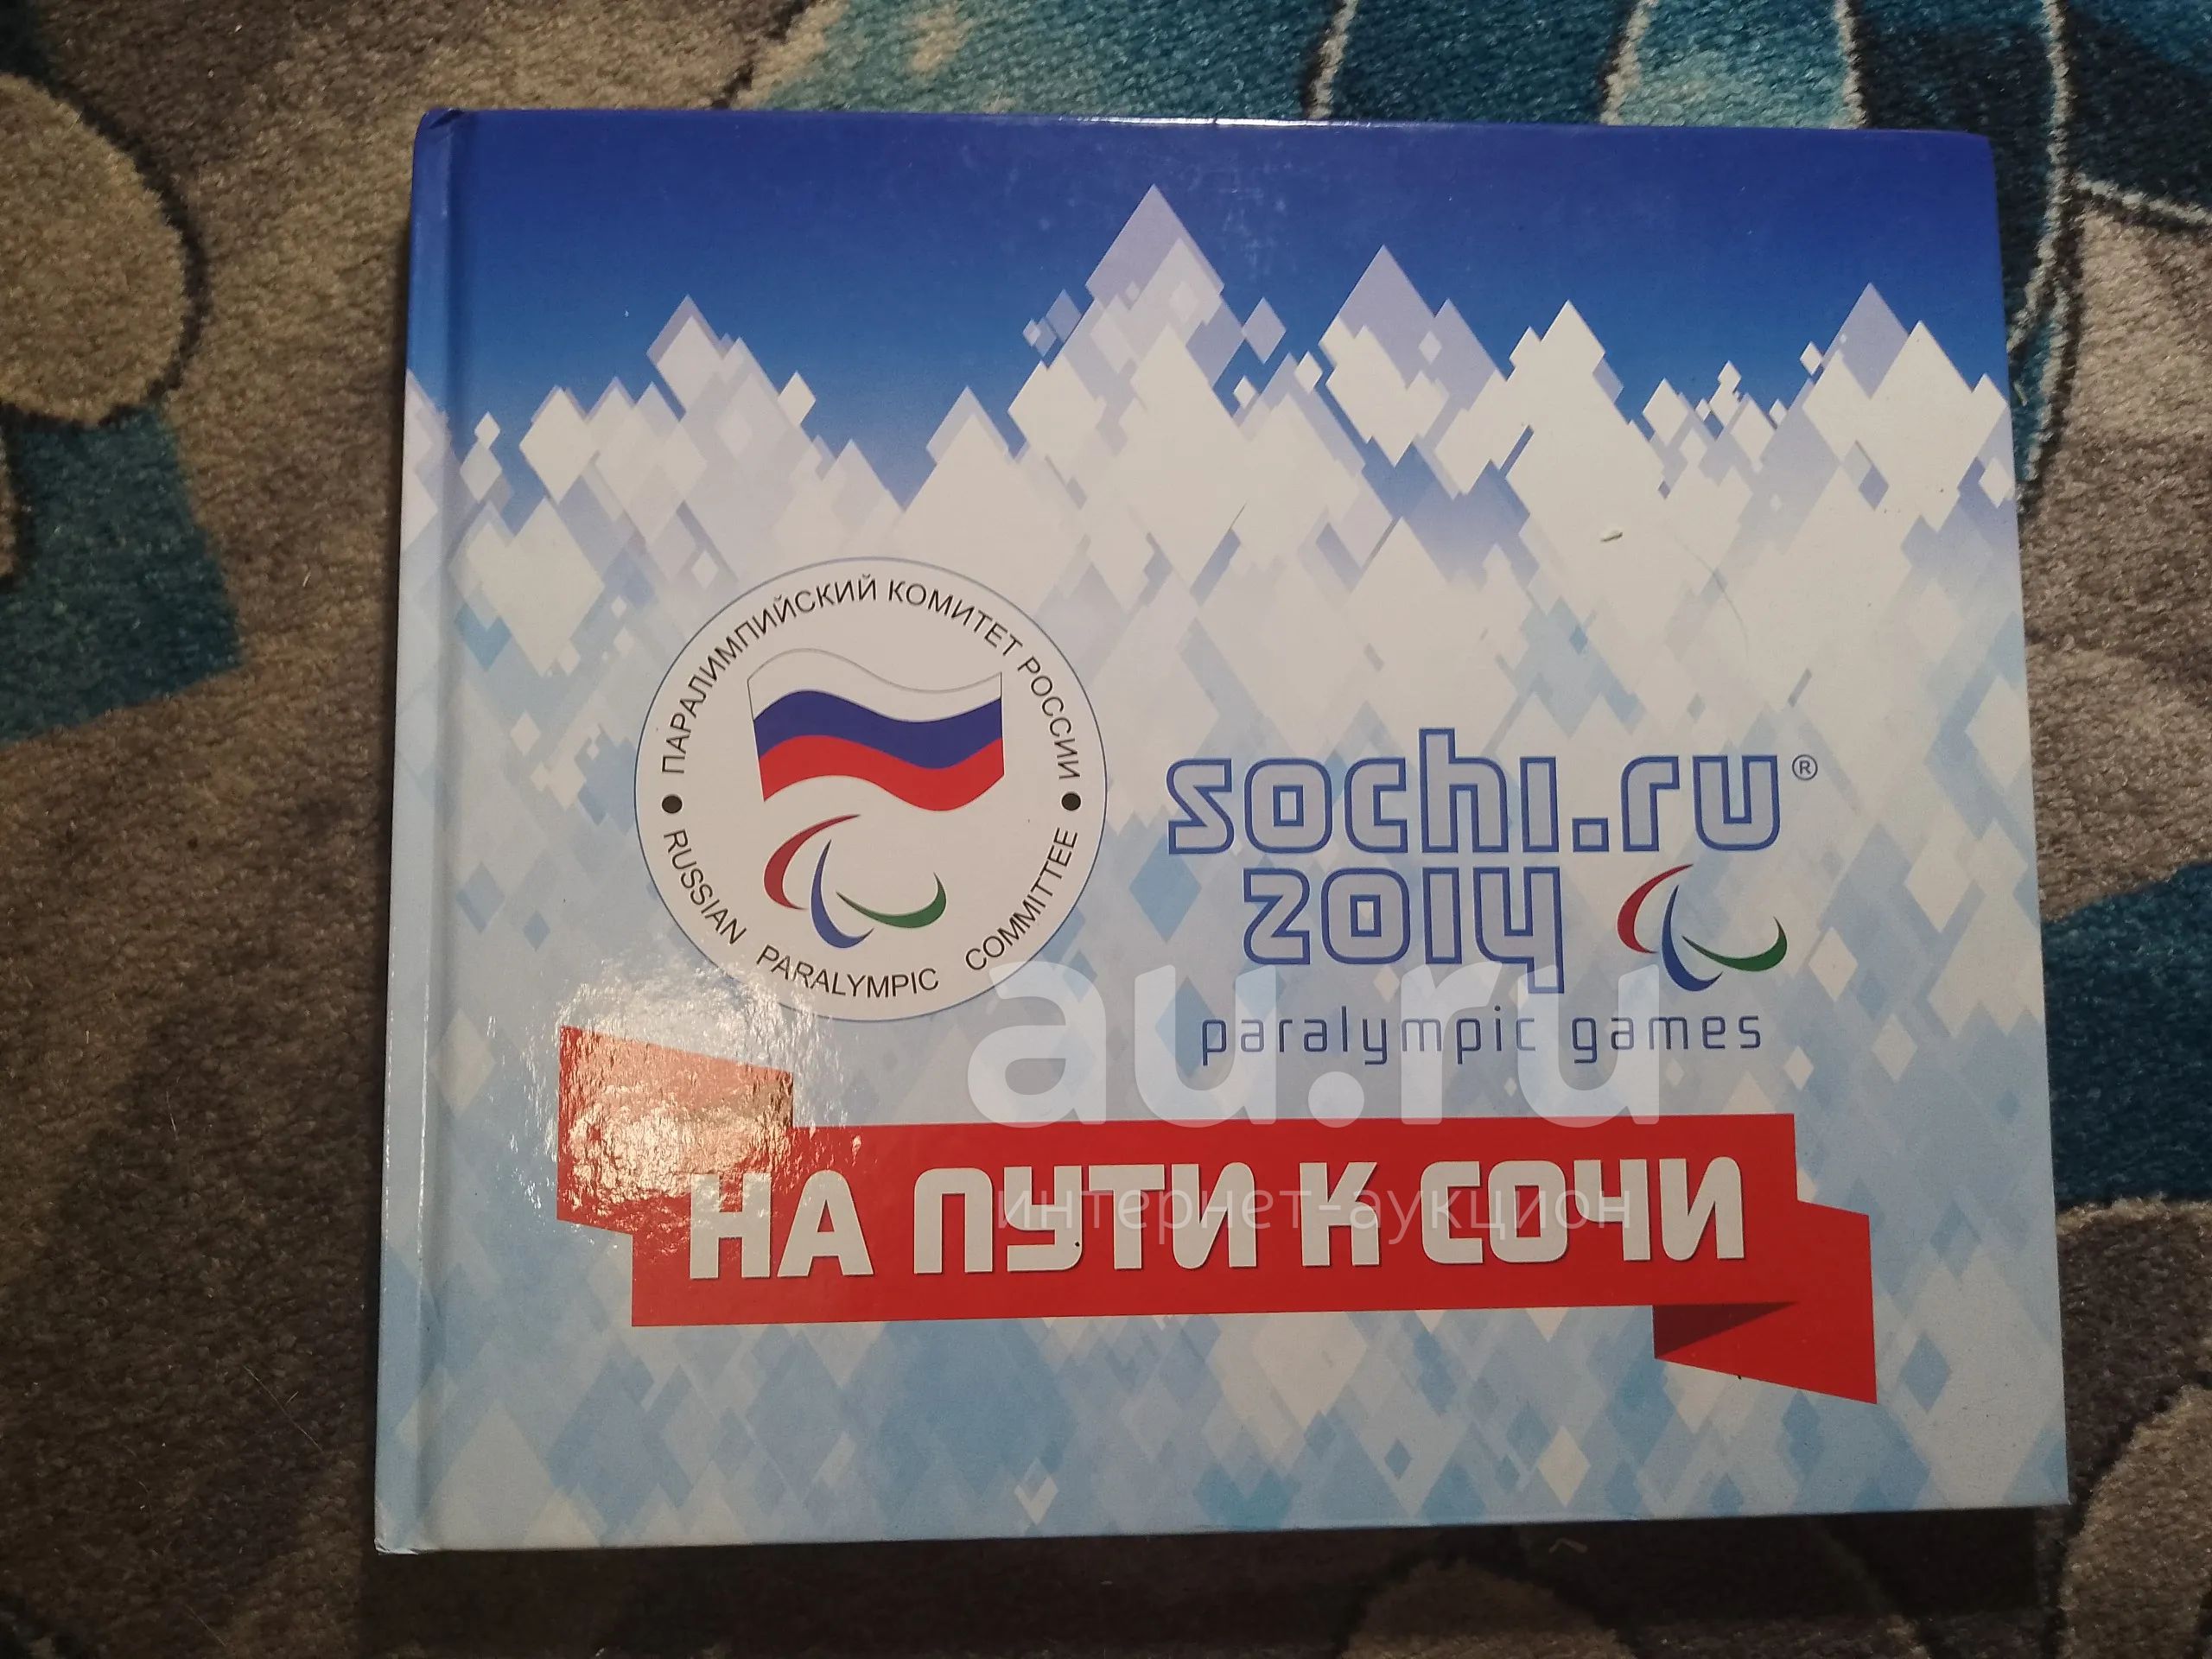 ПАРАЛИМПИЙСКИЙ КОМИТЕТ РОССИИ
RUSSIAN PARALYMPIC COMMITTEE
sochi.ru®
2014
paralympic games
au.ru
интернет-аукцион
НА ПУТИ К СОЧИ